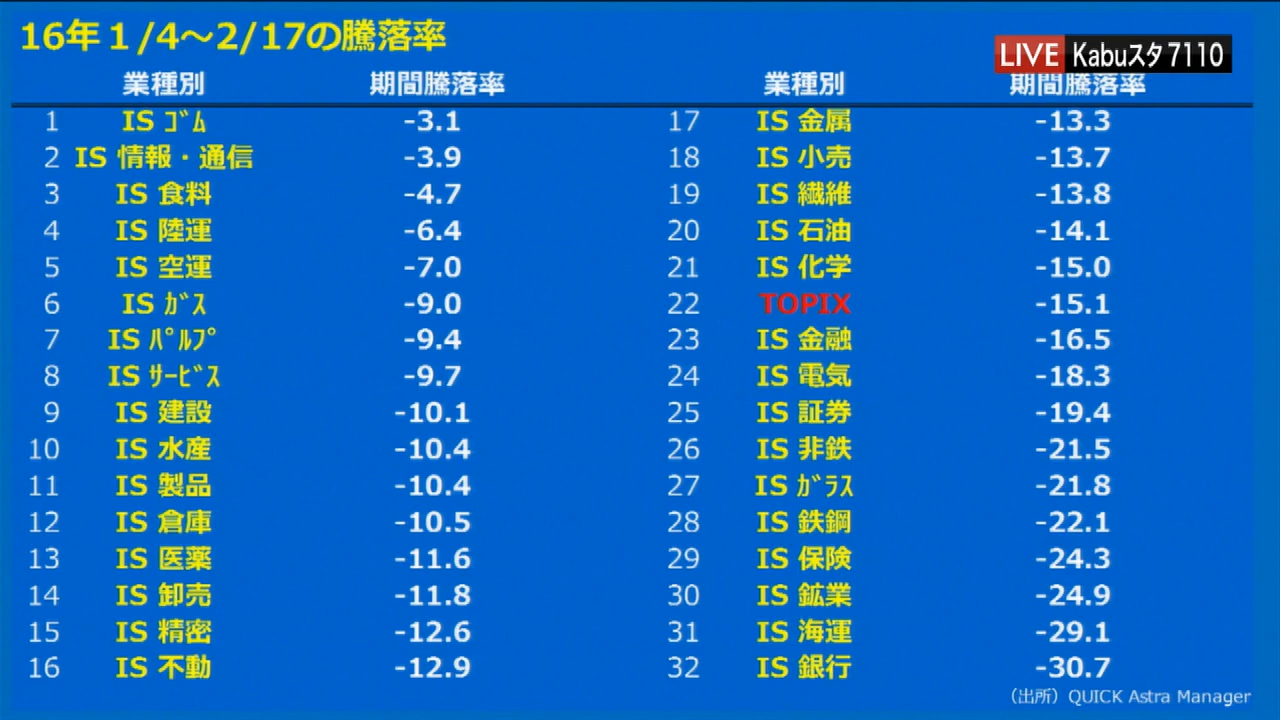 16年１/4～2/17の騰落率
LIVE Kabuスタ 7110
業種別 期間騰落率 業種別 期間騰落率
1 IS ｺﾞﾑ -3.1 17 IS 金属 -13.3
2 IS 情報・通信 -3.9 18 IS 小売 -13.7
3 IS 食料 -4.7 19 IS 繊維 -13.8
4 IS 陸運 -6.4 20 IS 石油 -14.1
5 IS 空運 -7.0 21 IS 化学 -15.0
6 IS ｶﾞｽ -9.0 22 TOPIX -15.1
7 IS ﾊﾟﾙﾌﾟ -9.4 23 IS 金融 -16.5
8 IS ｻｰﾋﾞｽ -9.7 24 IS 電気 -18.3
9 IS 建設 -10.1 25 IS 証券 -19.4
10 IS 水産 -10.4 26 IS 非鉄 -21.5
11 IS 製品 -10.4 27 IS ｶﾞﾗｽ -21.8
12 IS 倉庫 -10.5 28 IS 鉄鋼 -22.1
13 IS 医薬 -11.6 29 IS 保険 -24.3
14 IS 卸売 -11.8 30 IS 鉱業 -24.9
15 IS 精密 -12.6 31 IS 海運 -29.1
16 IS 不動 -12.9 32 IS 銀行 -30.7
（出所）QUICK Astra Manager